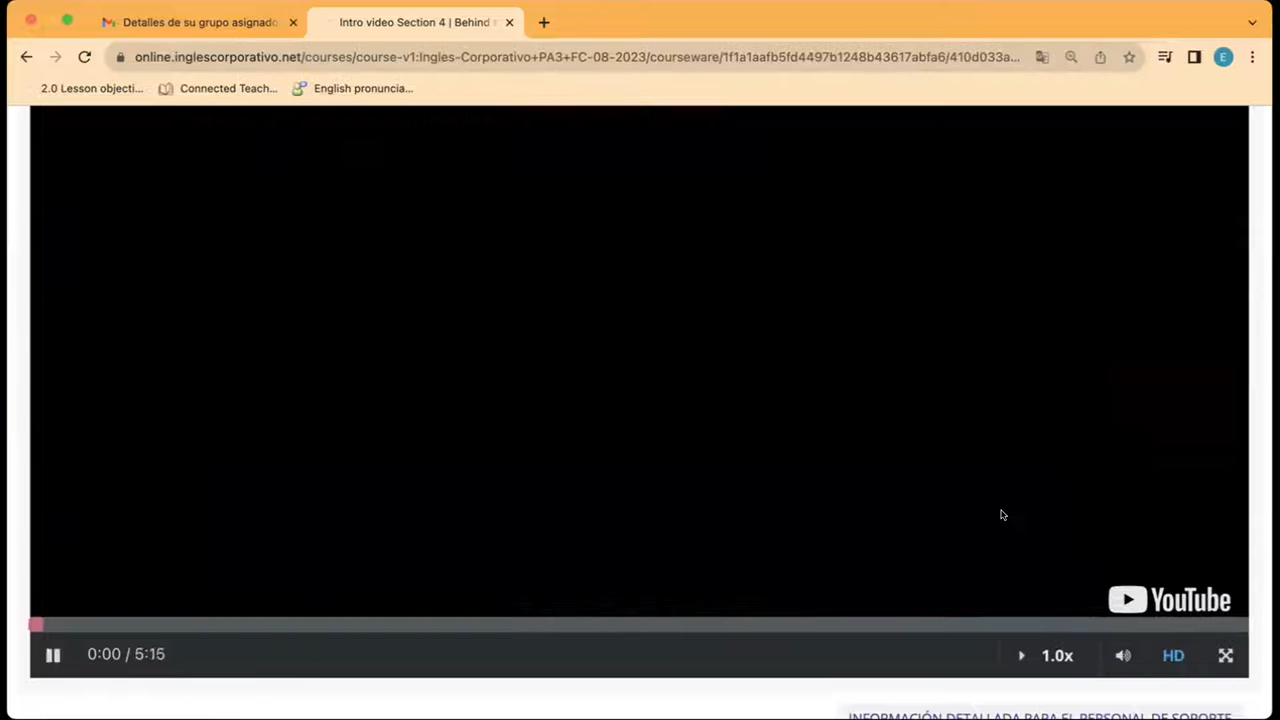 Detalles de su grupo asignado
Intro video Section 4 | Behind
online.inglescorporativo.net/courses/course-v1:Ingles-Corporativo+PA3+FC-08-2023/courseware/1f1a1aafb5fd4497b1248b43617abfa6/410d033a...
E
2.0 Lesson objecti...
Connected Teach...
English pronuncia...
YouTube
0:00 / 5:15
1.0x
HD
INFORMACIÓN DETALLADA PARA EL PERSONAL DE SOPORTE